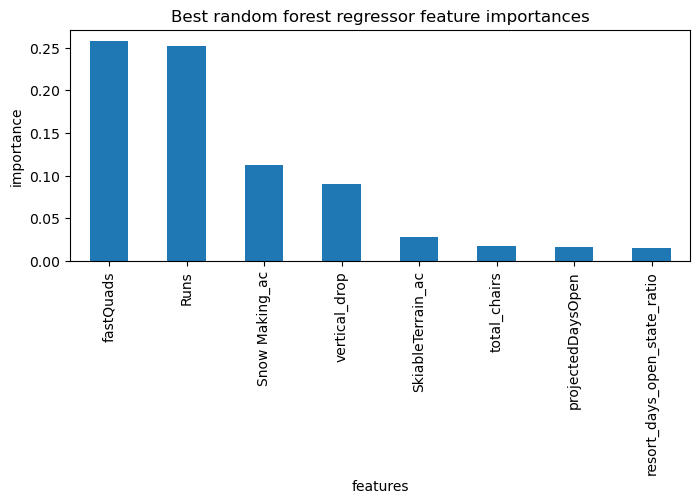 Best random forest regressor feature importances
importance
0.25
0.20
0.15
0.10
0.05
0.00
fastQuads
Runs
Snow Making_ac
vertical_drop
SkiableTerrain_ac
total_chairs
projectedDaysOpen
resort_days_open_state_ratio
features